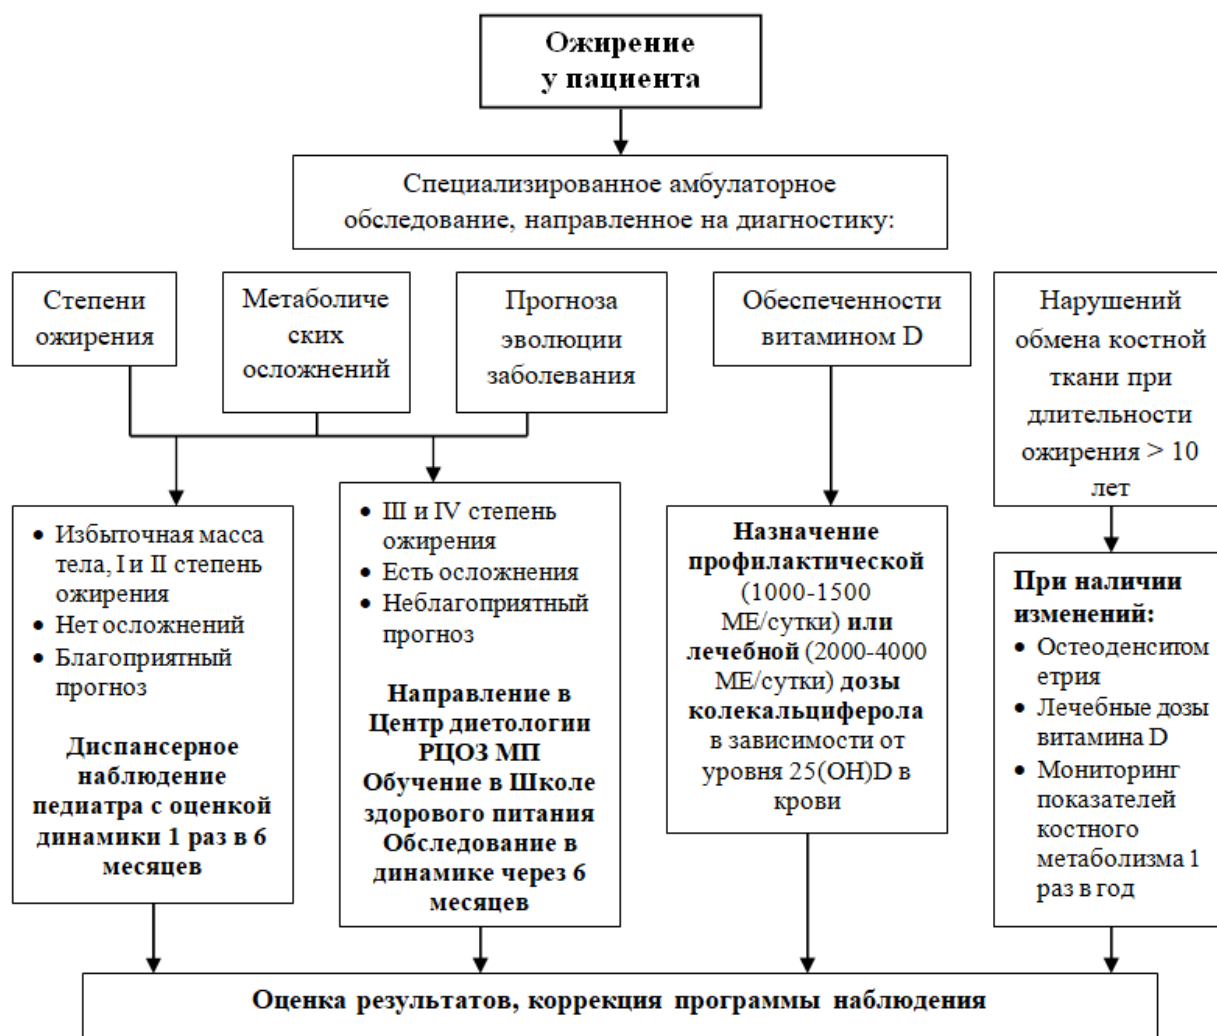 Ожирение
у пациента
Специализированное амбулаторное
обследование, направленное на диагностику:
Степени
ожирения
Метаболиче
ских
осложнений
Прогноза
эволюции
заболевания
Обеспеченности
витамином D
Нарушений
обмена костной
ткани при
длительности
ожирения > 10
лет
• Избыточная масса
тела, I и II степень
ожирения
• Нет осложнений
• Благоприятный
прогноз
Диспансерное
наблюдение
педиатра с оценкой
динамики 1 раз в 6
месяцев
• III и IV степень
ожирения
• Есть осложнения
• Неблагоприятный
прогноз
Направление в
Центр диетологии
РЦОЗ МП
Обучение в Школе
здорового питания
Обследование в
динамике через 6
месяцев
Назначение
профилактической
(1000-1500
МЕ/сутки) или
лечебной (2000-4000
МЕ/сутки) дозы
колекальциферола
в зависимости от
уровня 25(OH)D в
крови
При наличии
изменений:
• Остеоденситом
етрия
• Лечебные дозы
витамина D
• Мониторинг
показателей
костного
метаболизма 1
раз в год
Оценка результатов, коррекция программы наблюдения